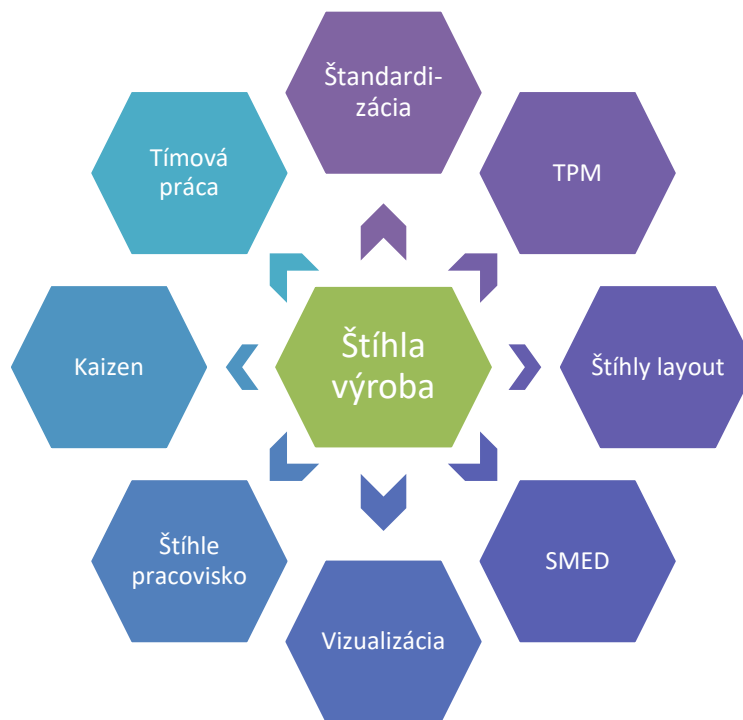 Štandardi-
zácia
Tímová
práca
TPM
Štíhla
výroba
Kaizen
Štíhly layout
Štíhle
pracovisko
SMED
Vizualizácia